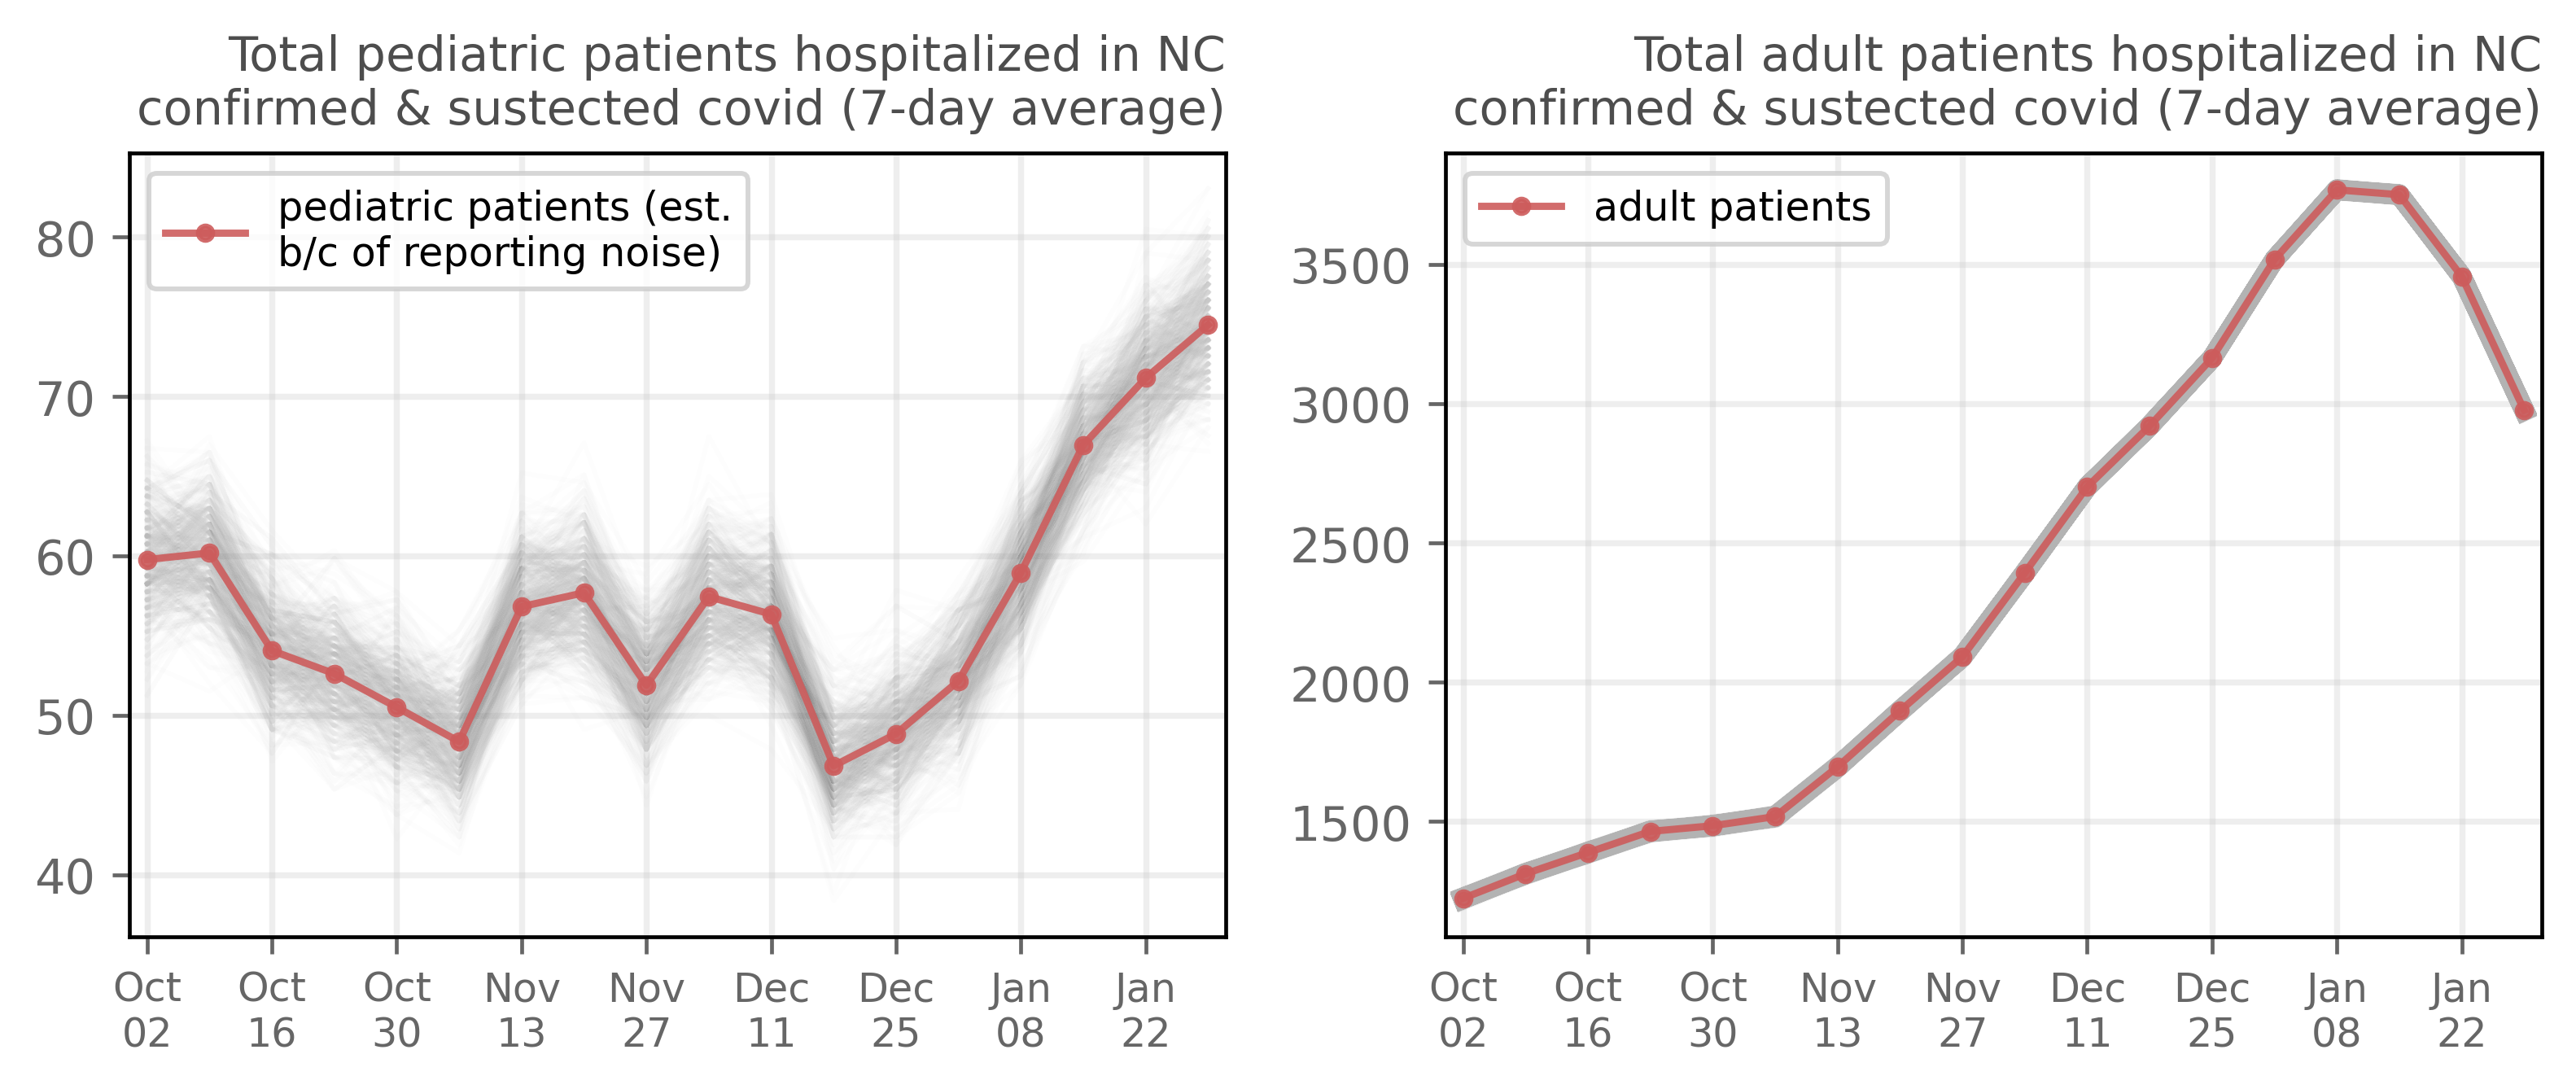 Total pediatric patients hospitalized in NC
confirmed & sustected covid (7-day average)
pediatric patients (est.
b/c of reporting noise)
80
70
60
50
40
Oct
02
Oct
16
Oct
30
Nov
13
Nov
27
Dec
11
Dec
25
Jan
08
Jan
22
Total adult patients hospitalized in NC
confirmed & sustected covid (7-day average)
adult patients
3500
3000
2500
2000
1500
Oct
02
Oct
16
Oct
30
Nov
13
Nov
27
Dec
11
Dec
25
Jan
08
Jan
22